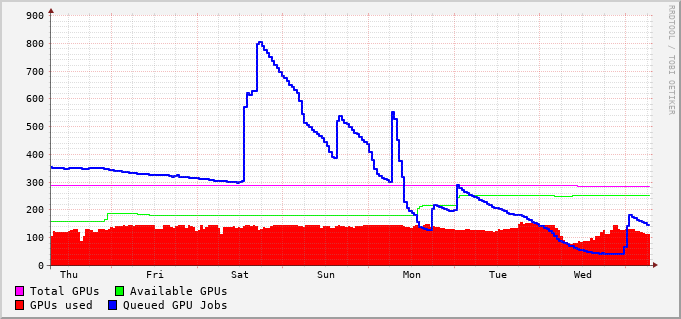 900
800
700
600
500
400
300
200
100
0
Thu Fri Sat Sun Mon Tue Wed
Total GPUs Available GPUs
GPUs used Queued GPU Jobs
RRDTOOL / TOBI OETIKER